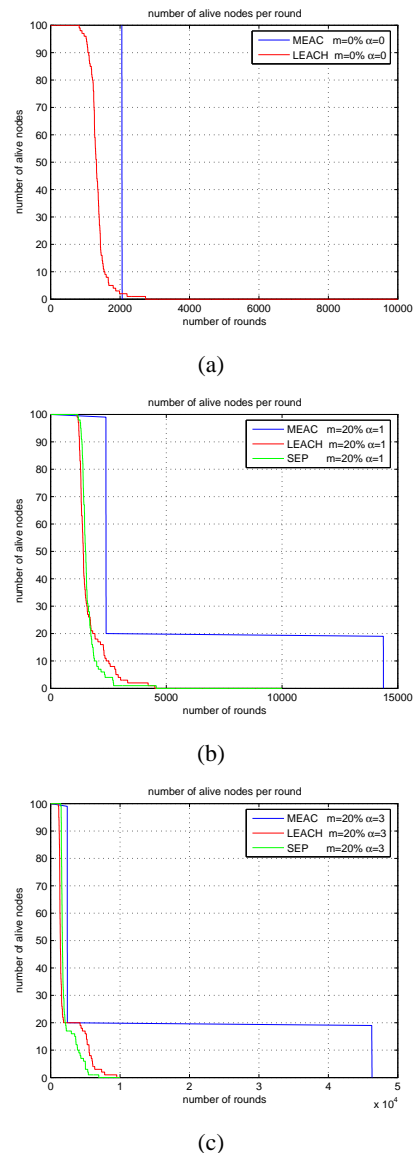 number of alive nodes per round
100
90
80
70
60
50
40
30
20
10
0
number of alive nodes
MEAC m=0% α=0
LEACH m=0% α=0
0 2000 4000 6000 8000 10000
number of rounds
(a)
number of alive nodes per round
100
90
80
70
60
50
40
30
20
10
0
number of alive nodes
MEAC m=20% α=1
LEACH m=20% α=1
SEP m=20% α=1
0 5000 10000 15000
number of rounds
(b)
number of alive nodes per round
100
90
80
70
60
50
40
30
20
10
0
number of alive nodes
MEAC m=20% α=3
LEACH m=20% α=3
SEP m=20% α=3
0 1 2 3 4 5
number of rounds
x 10⁴
(c)